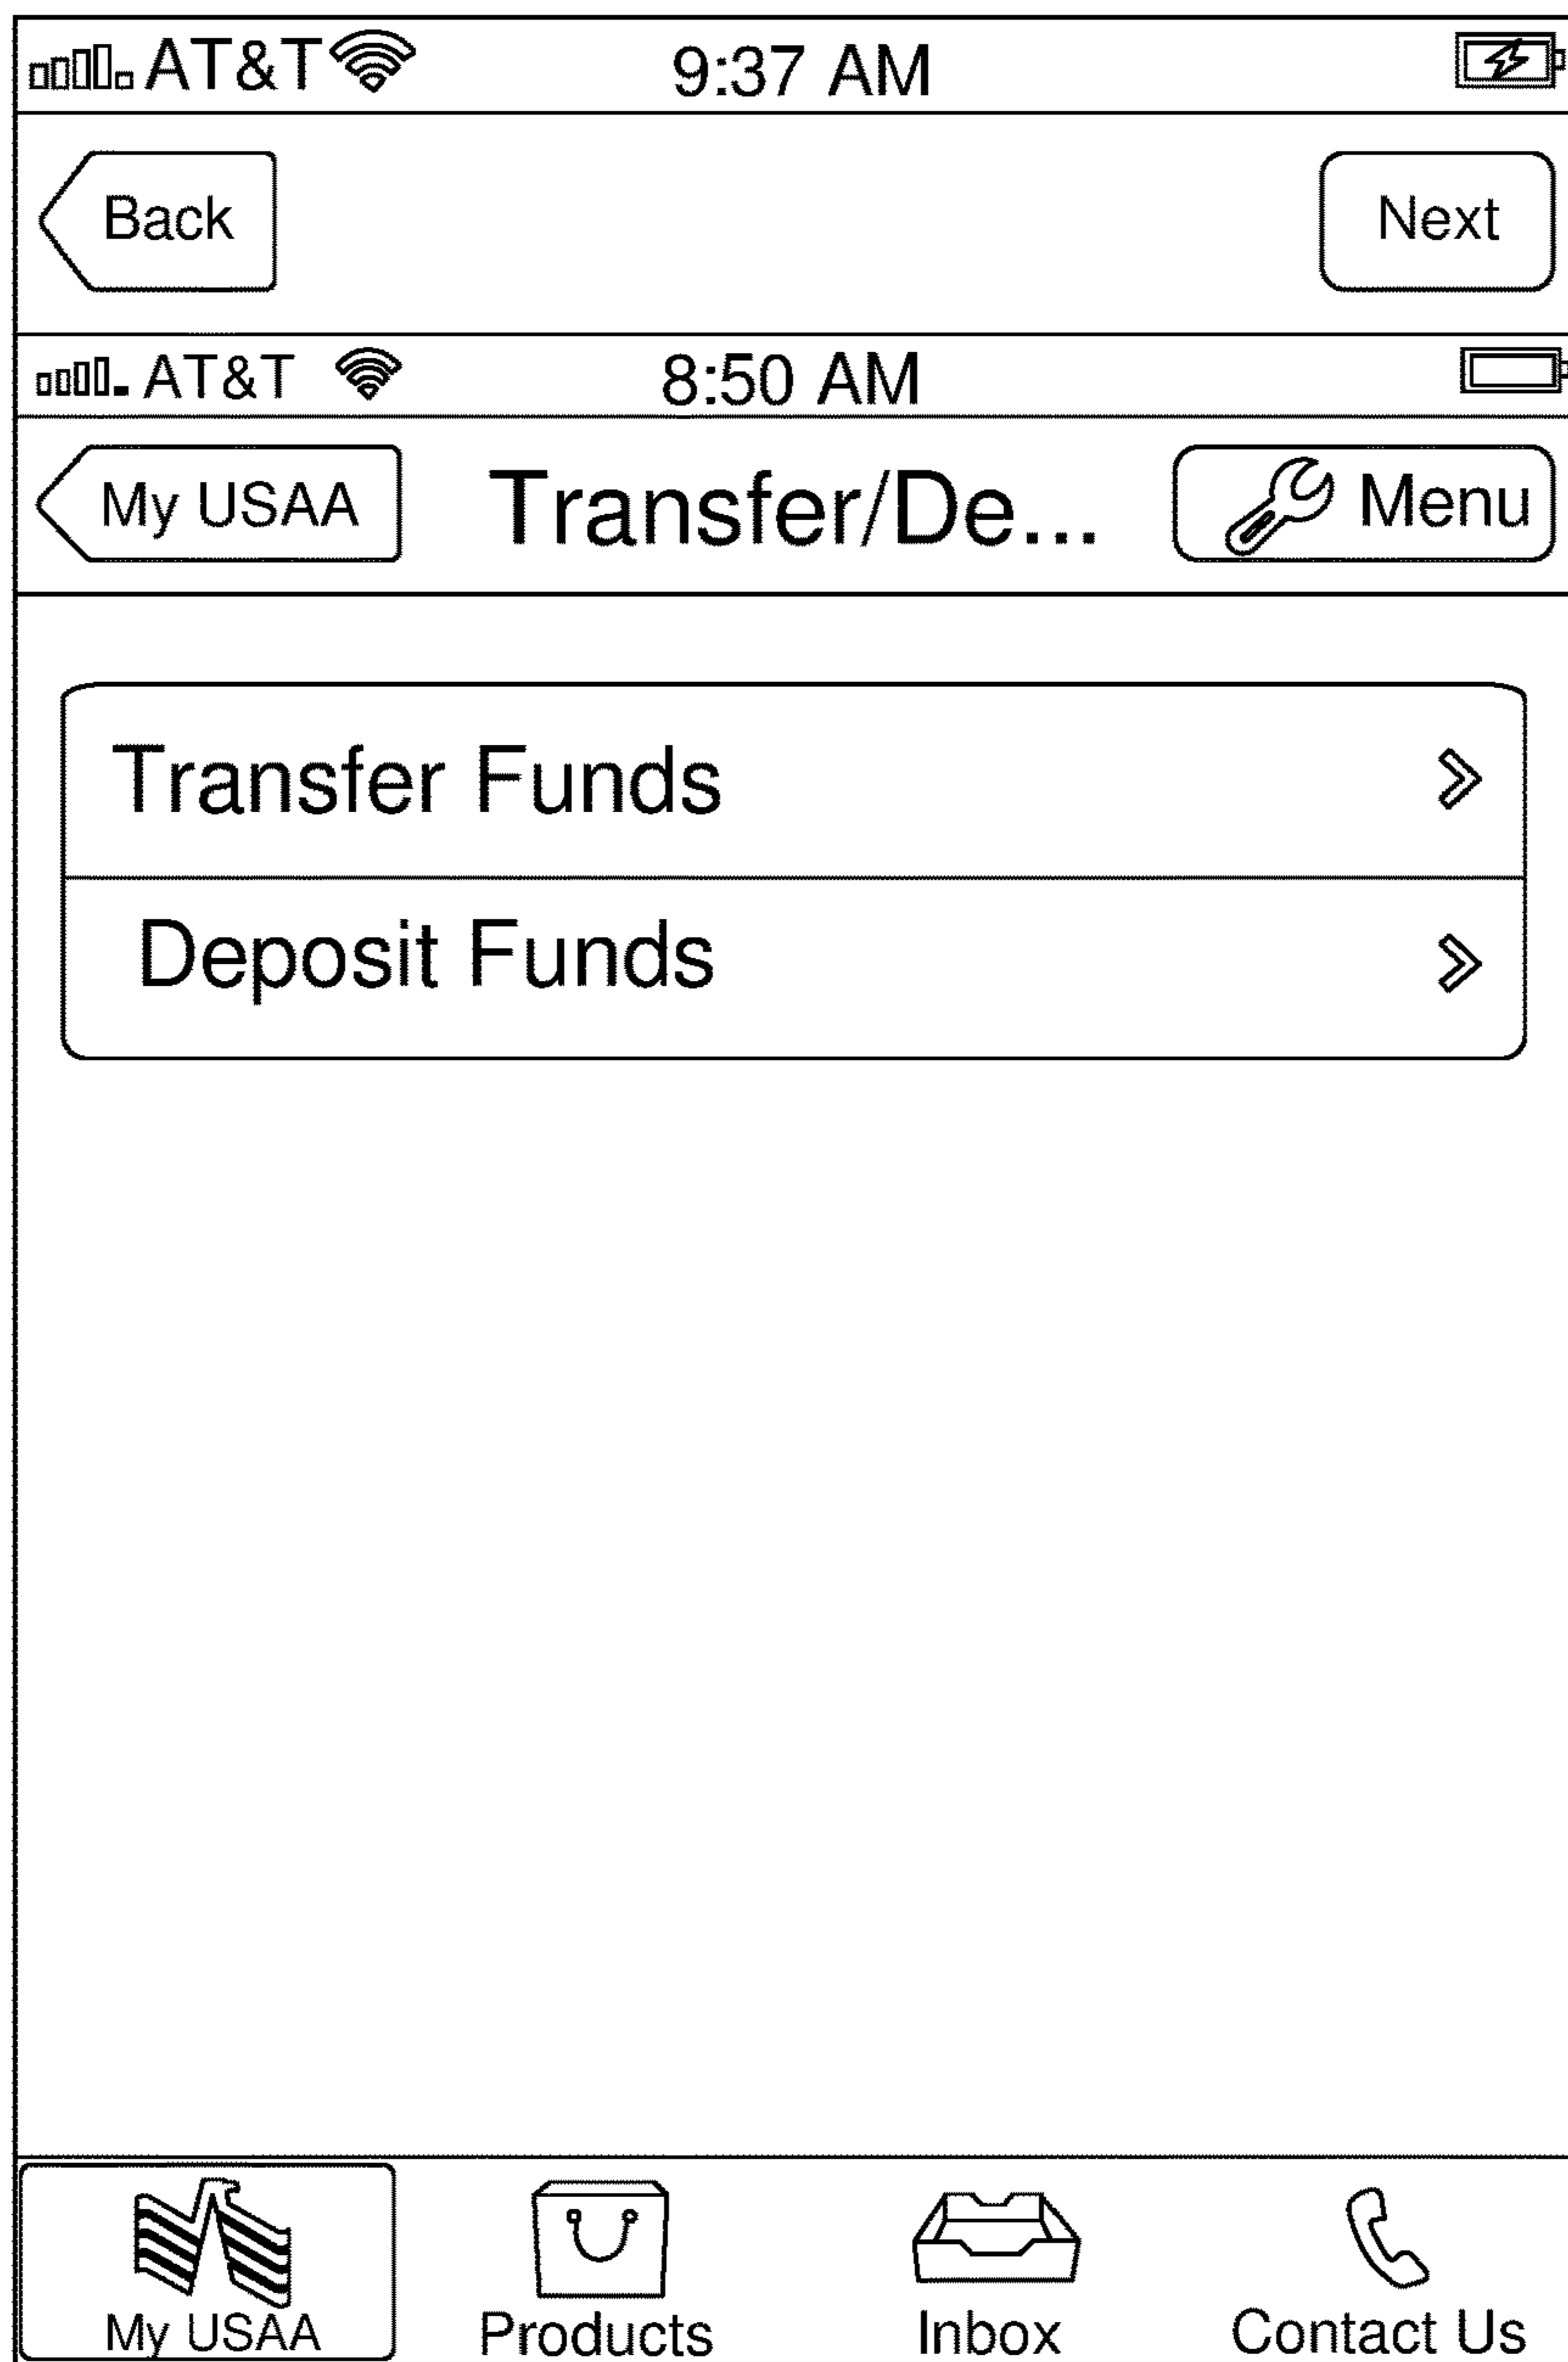 AT&T 9:37 AM
Back Next
AT&T 8:50 AM
My USAA Transfer/De... Menu
Transfer Funds
Deposit Funds
My USAA Products Inbox Contact Us